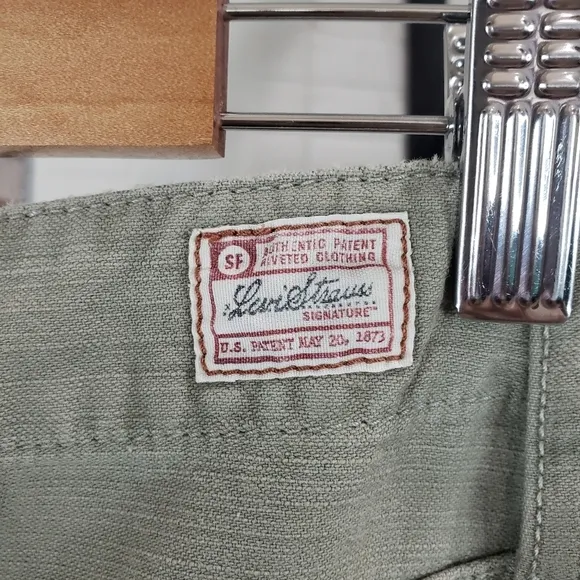 SF
AUTHENTIC PATENT
RIVETED CLOTHING
Levi Strauss
SIGNATURE™
U.S. PATENT MAY 20, 1873